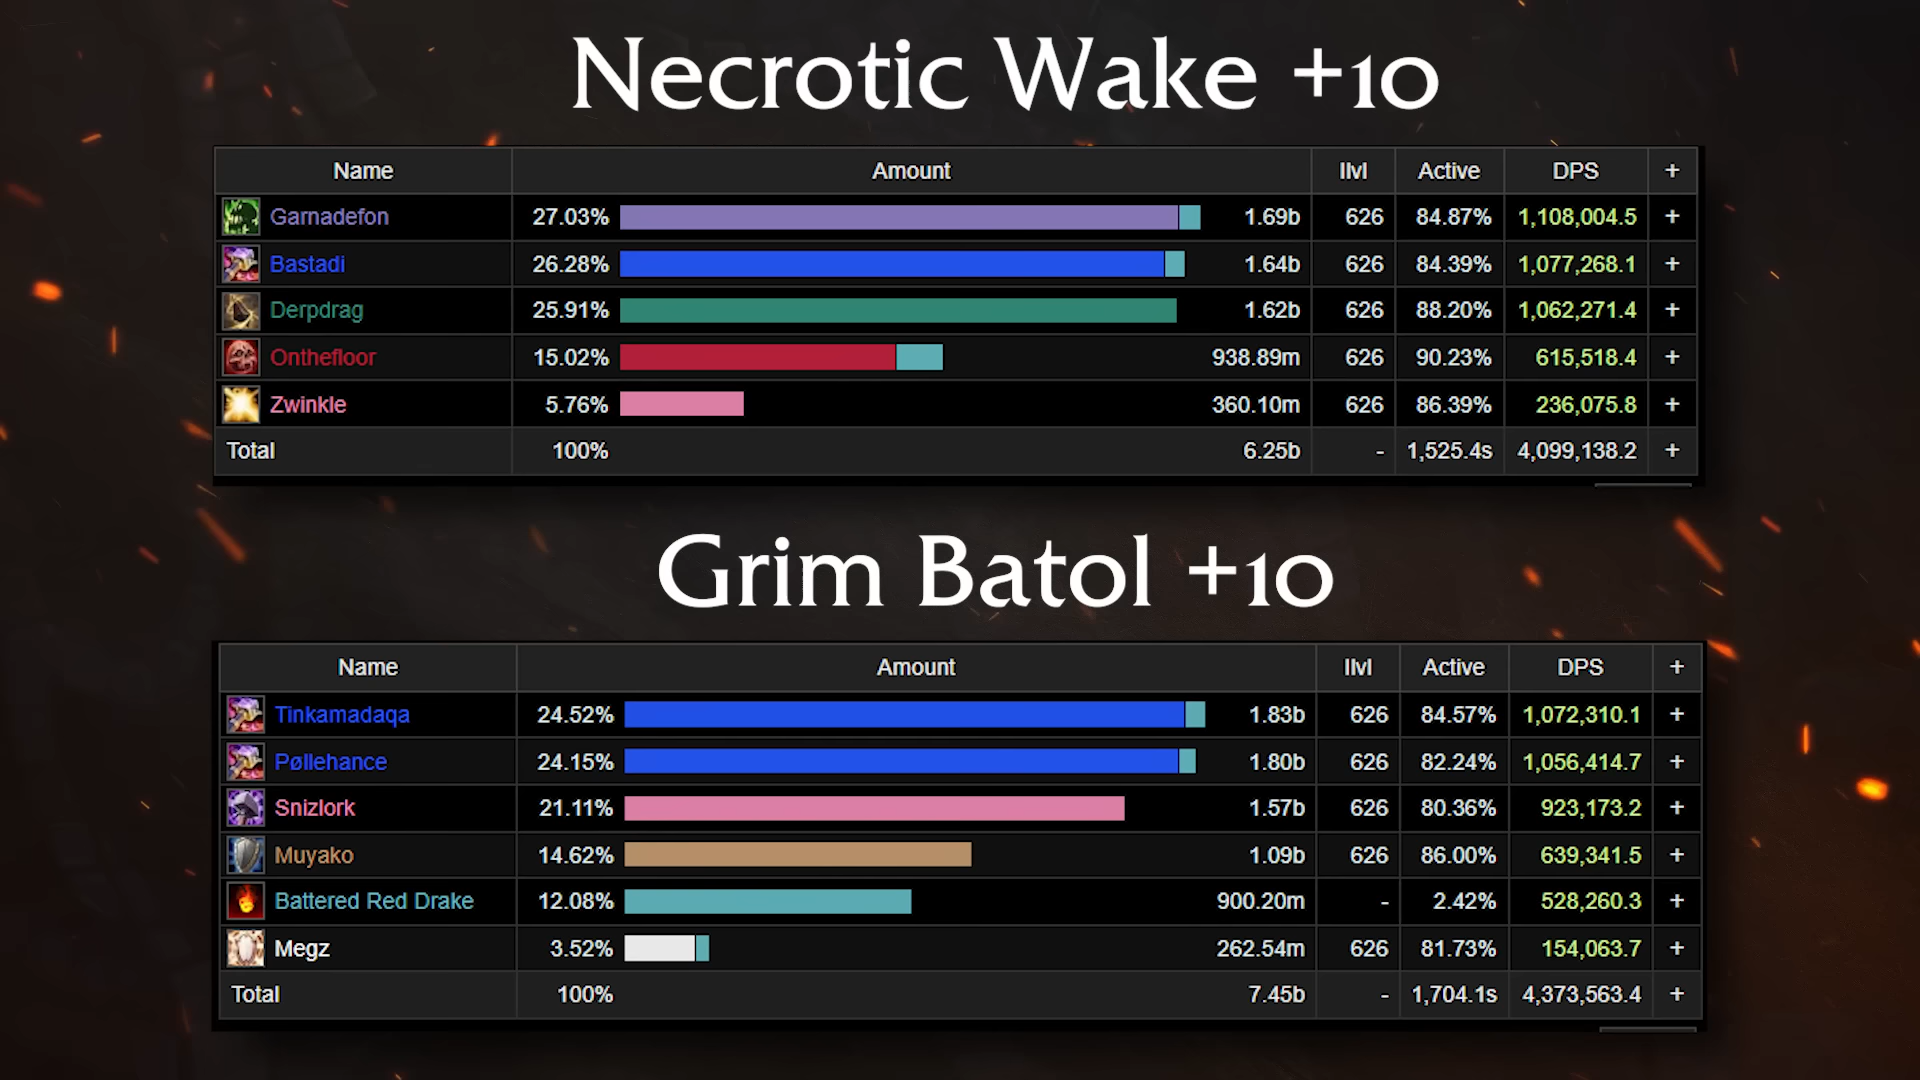 Necrotic Wake +10
Name Amount Ilvl Active DPS +
Garnadefon 27.03% 1.69b 626 84.87% 1,108,004.5 +
Bastadi 26.28% 1.64b 626 84.39% 1,077,268.1 +
Derpdrag 25.91% 1.62b 626 88.20% 1,062,271.4 +
Onthefloor 15.02% 938.89m 626 90.23% 615,518.4 +
Zwinkle 5.76% 360.10m 626 86.39% 236,075.8 +
Total 100% 6.25b - 1,525.4s 4,099,138.2 +
Grim Batol +10
Name Amount Ilvl Active DPS +
Tinkamadaqa 24.52% 1.83b 626 84.57% 1,072,310.1 +
Pøllehance 24.15% 1.80b 626 82.24% 1,056,414.7 +
Snizlork 21.11% 1.57b 626 80.36% 923,173.2 +
Muyako 14.62% 1.09b 626 86.00% 639,341.5 +
Battered Red Drake 12.08% 900.20m - 2.42% 528,260.3 +
Megz 3.52% 262.54m 626 81.73% 154,063.7 +
Total 100% 7.45b - 1,704.1s 4,373,563.4 +